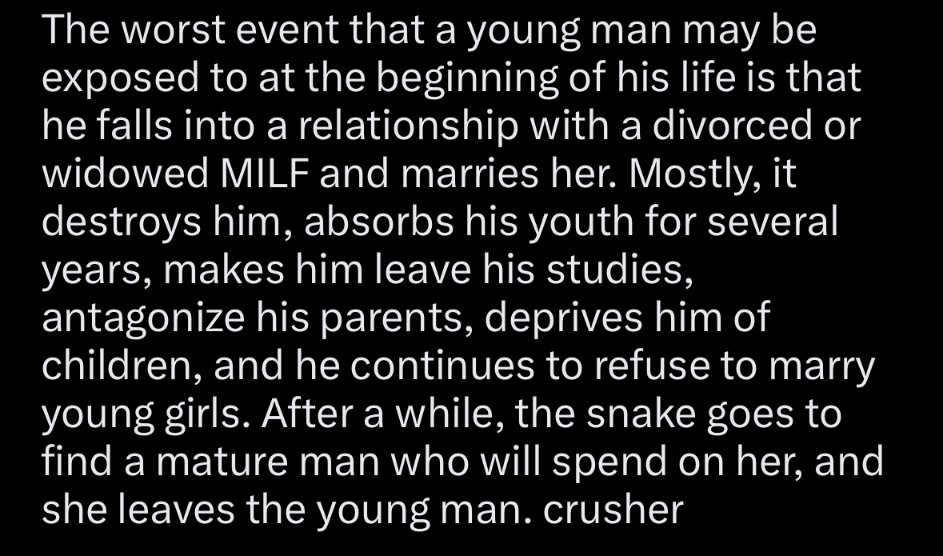 The worst event that a young man may be
exposed to at the beginning of his life is that
he falls into a relationship with a divorced or
widowed MILF and marries her. Mostly, it
destroys him, absorbs his youth for several
years, makes him leave his studies,
antagonize his parents, deprives him of
children, and he continues to refuse to marry
young girls. After a while, the snake goes to
find a mature man who will spend on her, and
she leaves the young man. crusher